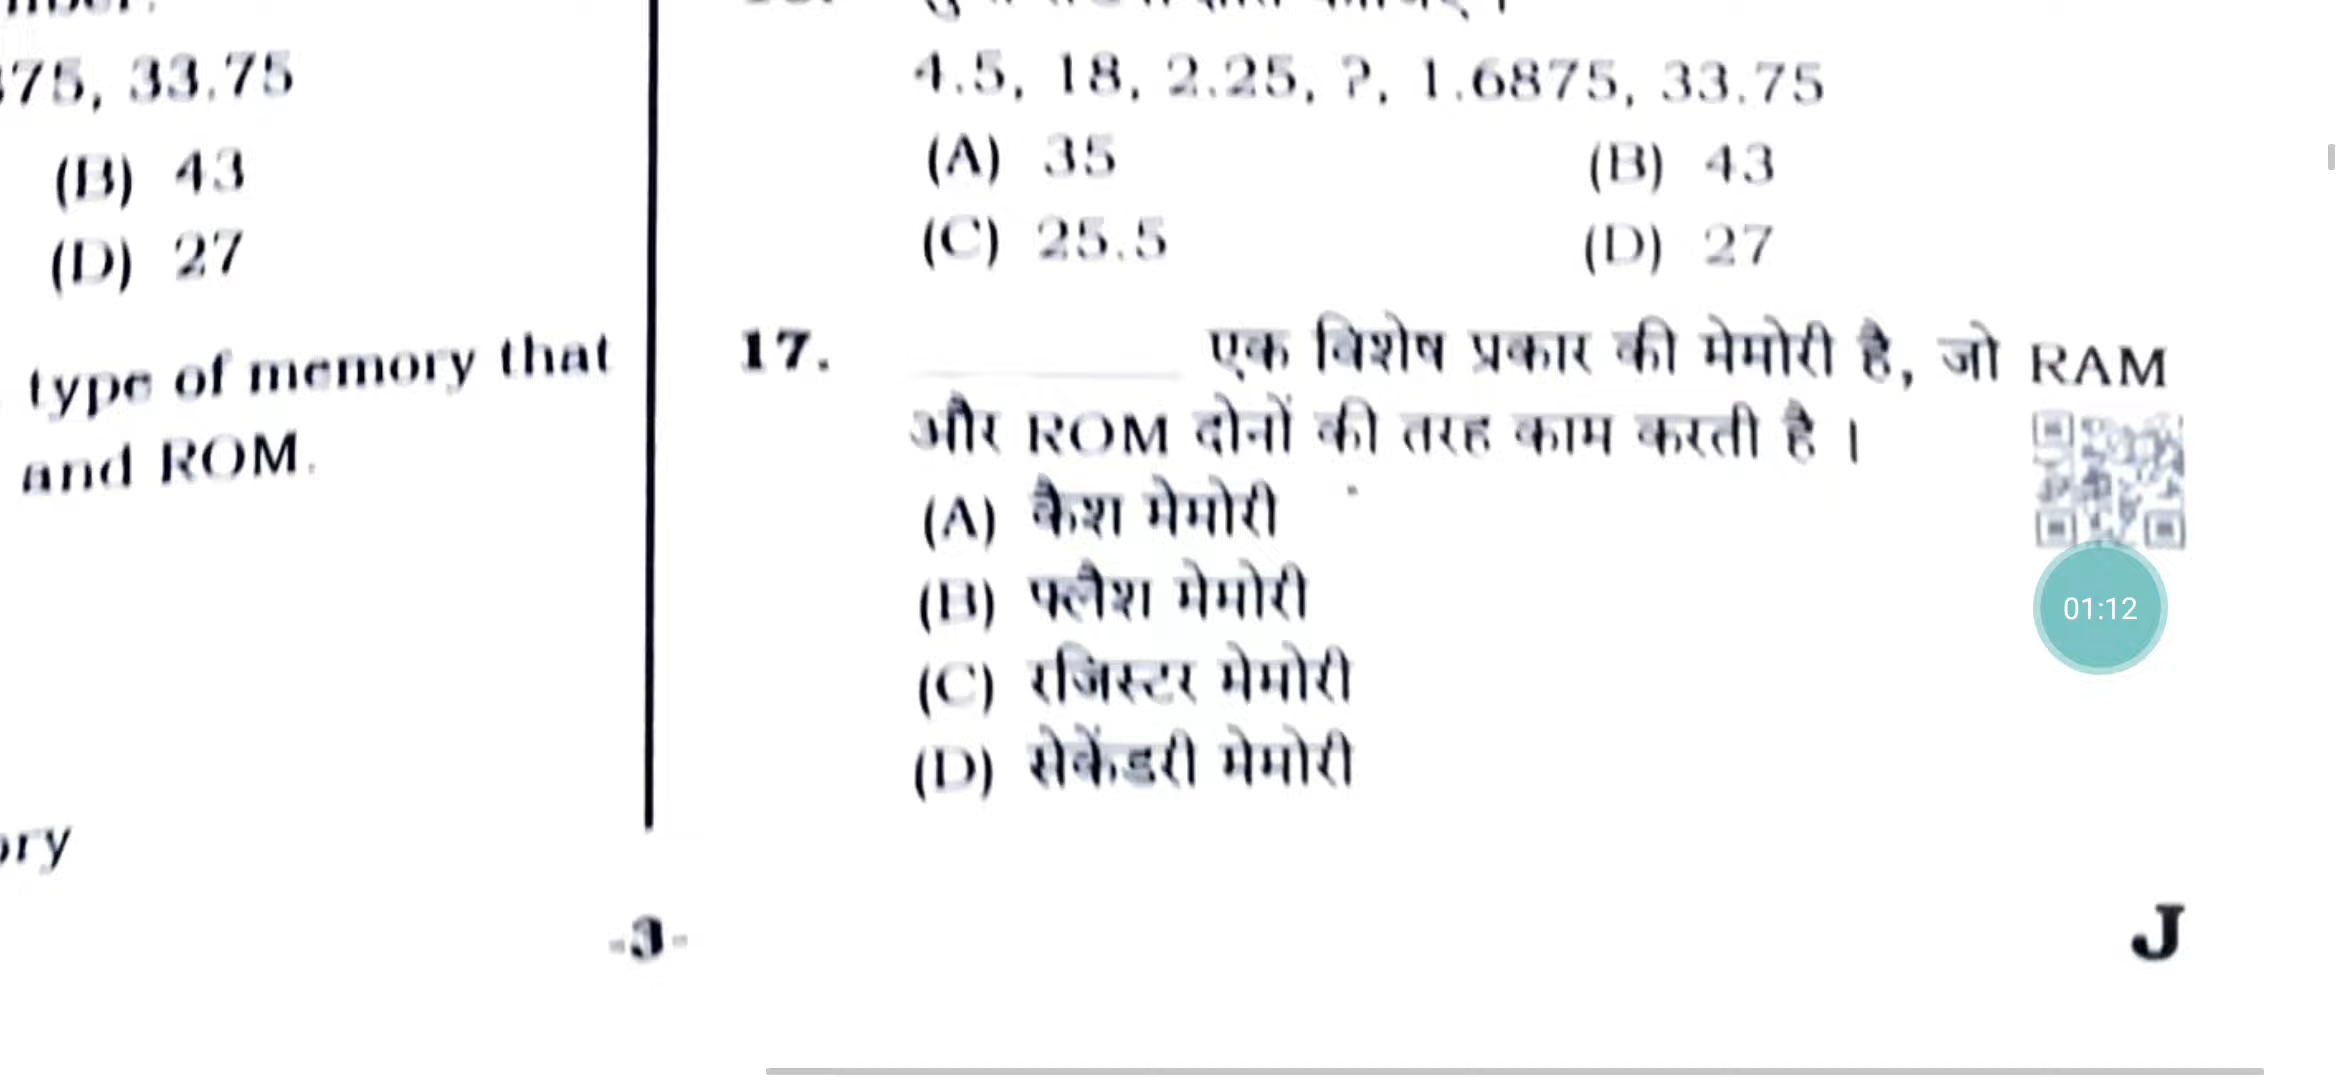 75, 33.75
(B) 43
(D) 27
type of memory that
and ROM.
ory
4.5, 18, 2.25, ?, 1.6875, 33.75
(A) 35 (B) 43
(C) 25.5 (D) 27
17. ______ एक विशेष प्रकार की मेमोरी है, जो RAM
और ROM दोनों की तरह काम करती है ।
(A) कैश मेमोरी
(B) फ्लैश मेमोरी
(C) रजिस्टर मेमोरी
(D) सेकेंडरी मेमोरी
01:12
-3-
J